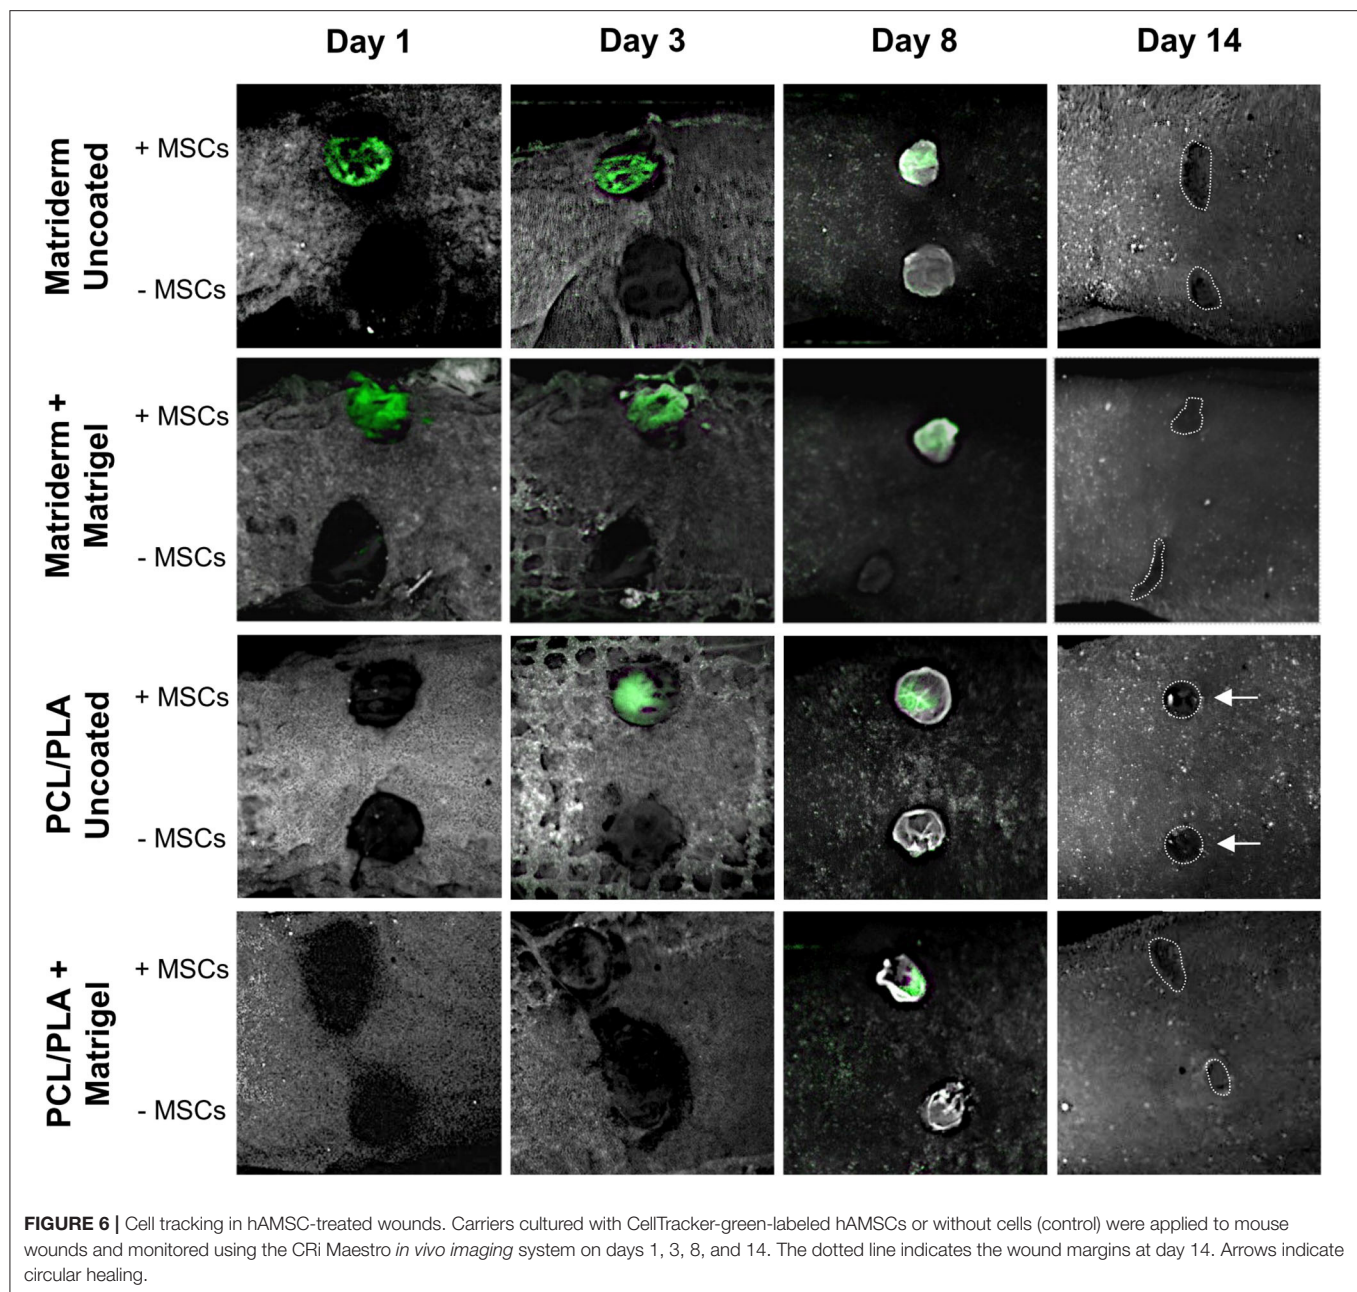 Day 1 Day 3 Day 8 Day 14
Matriderm
Uncoated
+ MSCs
- MSCs
Matriderm +
Matrigel
+ MSCs
- MSCs
PCL/PLA
Uncoated
+ MSCs
- MSCs
PCL/PLA +
Matrigel
+ MSCs
- MSCs
FIGURE 6 | Cell tracking in hAMSC-treated wounds. Carriers cultured with CellTracker-green-labeled hAMSCs or without cells (control) were applied to mouse
wounds and monitored using the CRi Maestro in vivo imaging system on days 1, 3, 8, and 14. The dotted line indicates the wound margins at day 14. Arrows indicate
circular healing.